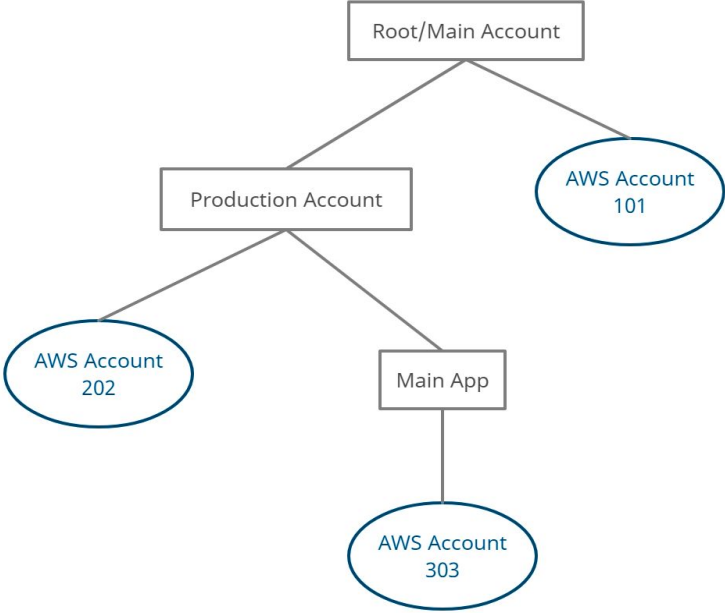 Root/Main Account
AWS Account
101
Production Account
AWS Account
202
Main App
AWS Account
303